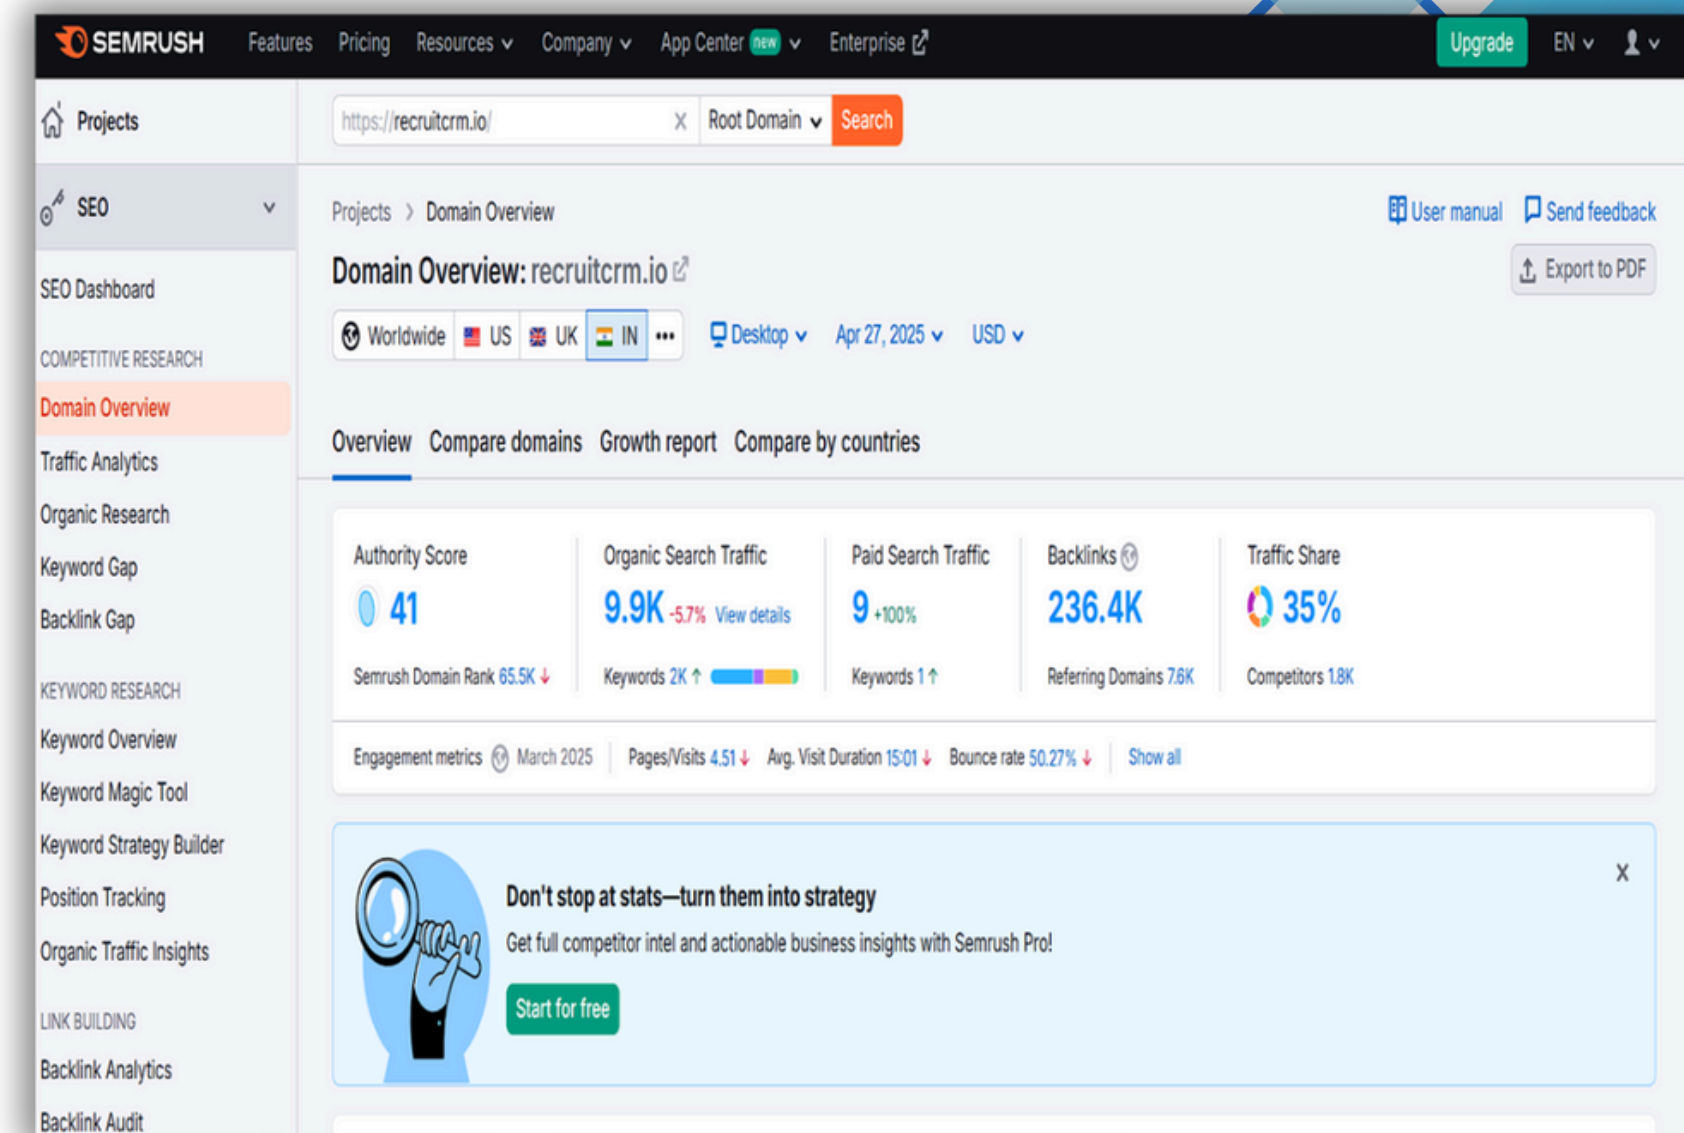 SEMRUSH Features Pricing Resources Company App Center new Enterprise Upgrade EN
Projects
https://recruitcrm.io/ X Root Domain Search
SEO
Projects > Domain Overview User manual Send feedback
Domain Overview: recruitcrm.io Export to PDF
Worldwide US UK IN ••• Desktop Apr 27, 2025 USD
Overview Compare domains Growth report Compare by countries
SEO Dashboard
COMPETITIVE RESEARCH
Domain Overview
Traffic Analytics
Organic Research
Keyword Gap
Backlink Gap
KEYWORD RESEARCH
Keyword Overview
Keyword Magic Tool
Keyword Strategy Builder
Position Tracking
Organic Traffic Insights
LINK BUILDING
Backlink Analytics
Backlink Audit
Authority Score
41
Semrush Domain Rank 65.5K ↓
Organic Search Traffic
9.9K -5.7% View details
Keywords 2K ↑
Paid Search Traffic
9 +100%
Keywords 1 ↑
Backlinks
236.4K
Referring Domains 7.6K
Traffic Share
35%
Competitors 1.8K
Engagement metrics March 2025 Pages/Visits 4.51 ↓ Avg. Visit Duration 15:01 ↓ Bounce rate 50.27% ↓ Show all
Don't stop at stats—turn them into strategy X
Get full competitor intel and actionable business insights with Semrush Pro!
Start for free